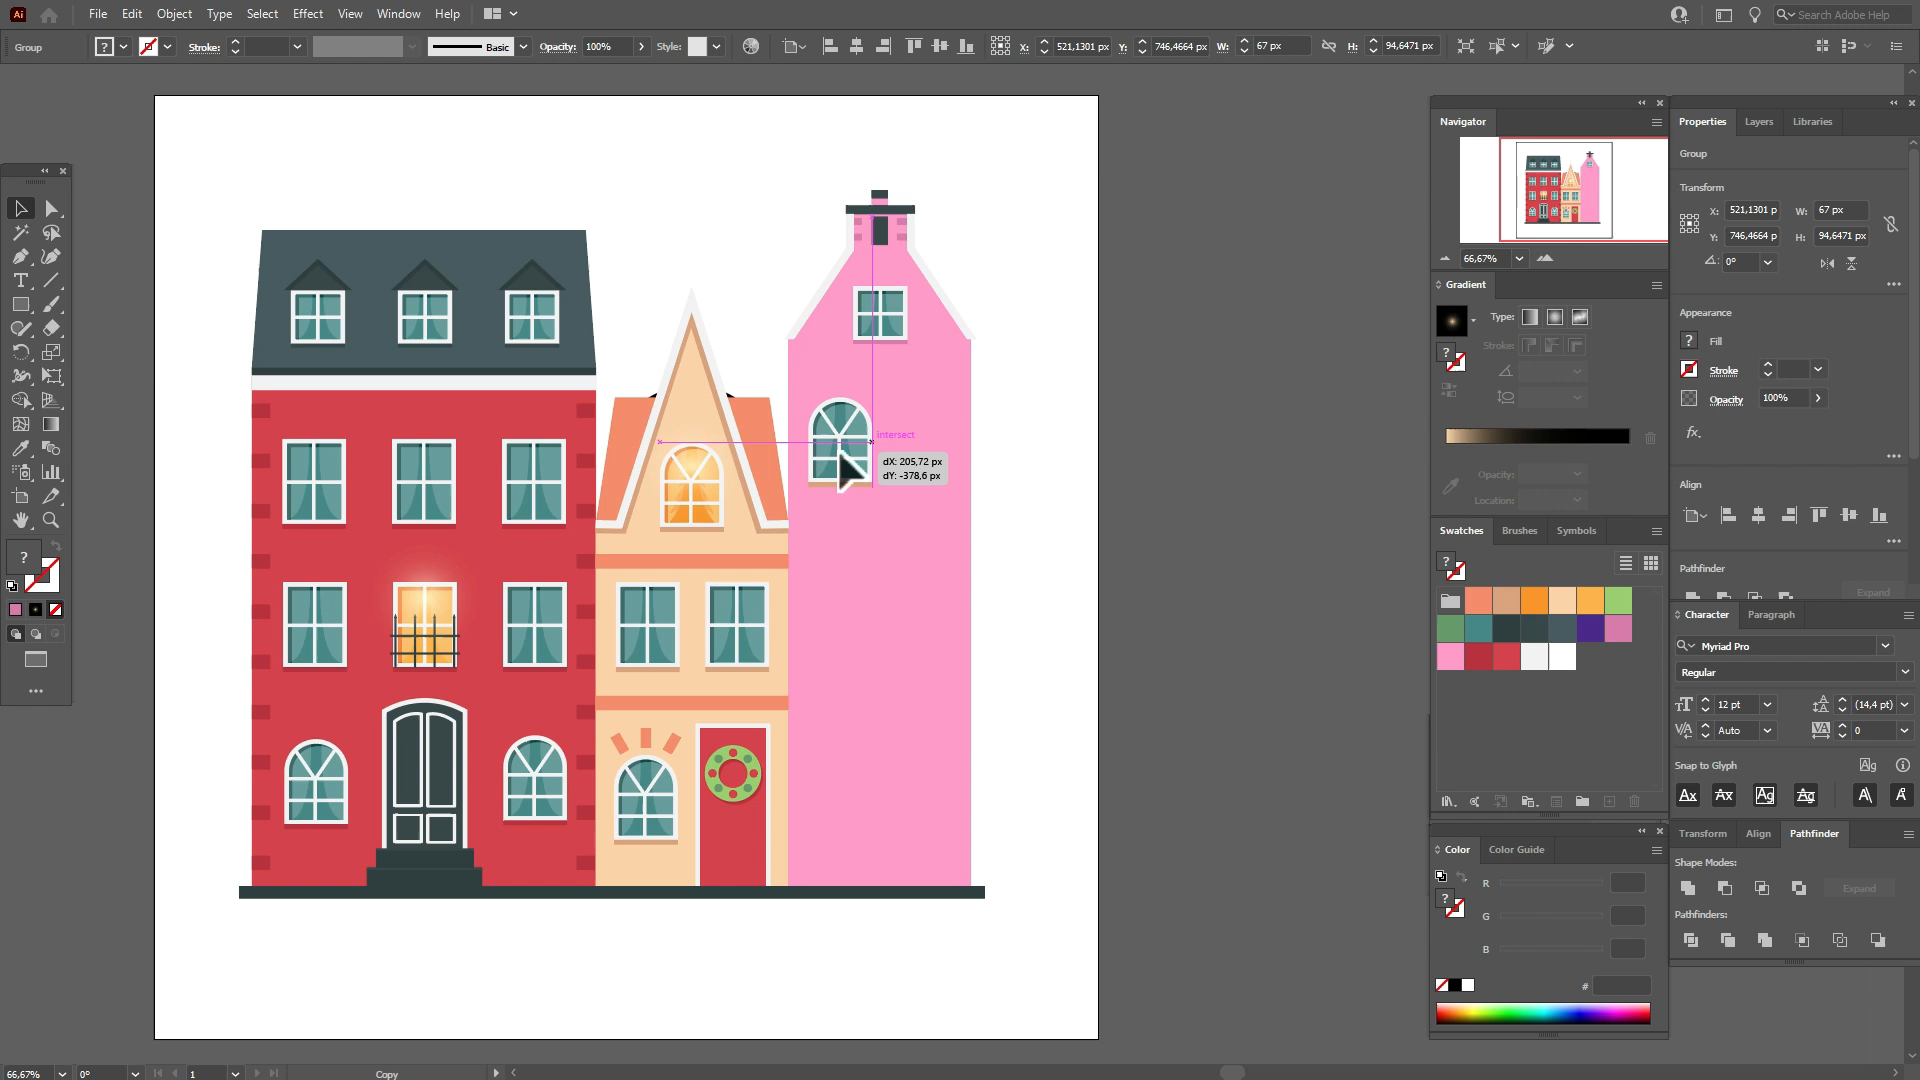 Ai File Edit Object Type Select Effect View Window Help Search Adobe Help
Group ? Stroke: Basic Opacity: 100% Style: X: 521,1301 px Y: 746,4664 px W: 67 px H: 94,6471 px
Navigator
66,67%
Gradient
Type:
Stroke:
?
Opacity:
Location:
Swatches Brushes Symbols
?
Color Color Guide
?
R
G
B
#
Properties Layers Libraries
Group
Transform
X: 521,1301 p W: 67 px
Y: 746,4664 p H: 94,6471 px
0°
Appearance
? Fill
Stroke
Opacity 100%
fx.
Align
Pathfinder
Expand
Character Paragraph
Myriad Pro
Regular
12 pt (14,4 pt)
Auto 0
Snap to Glyph
Transform Align Pathfinder
Shape Modes:
Expand
Pathfinders:
intersect
dX: 205,72 px
dY: -378,6 px
?
66,67% 0° 1 Copy